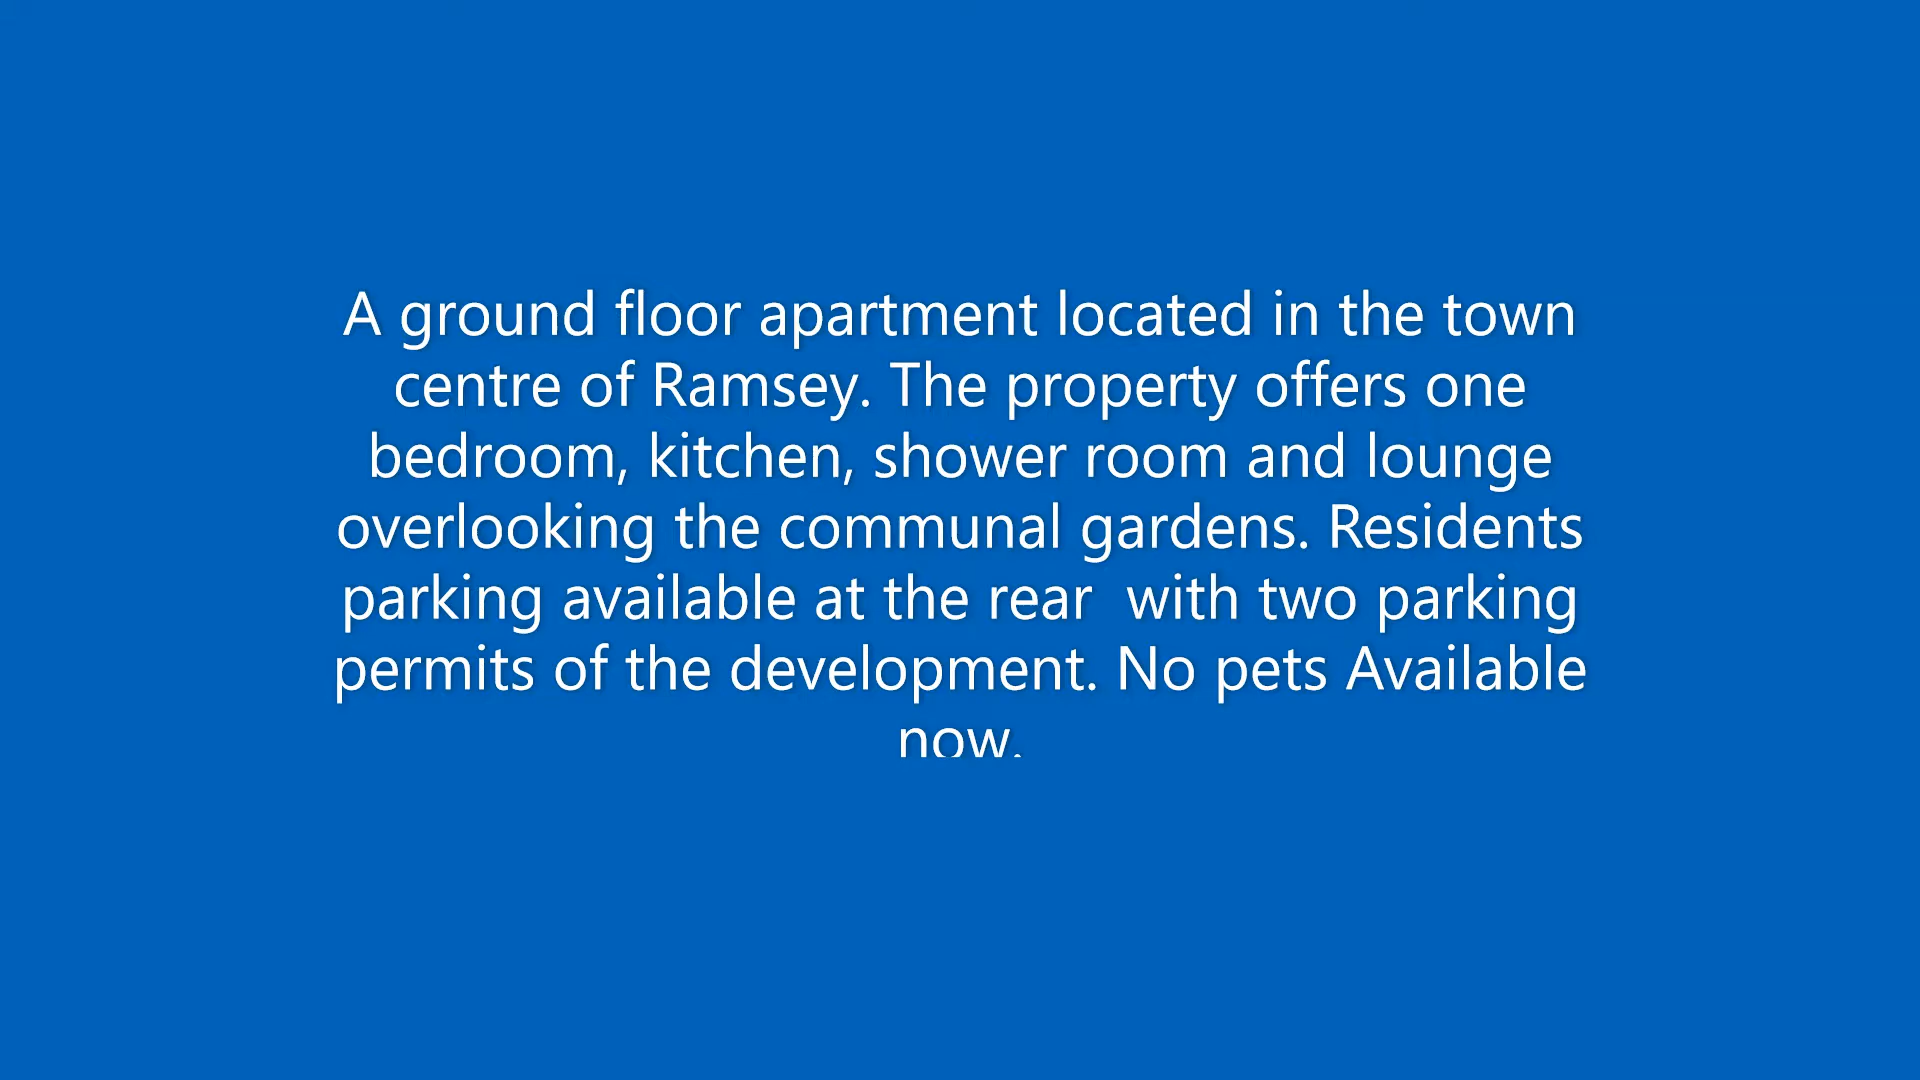 A ground floor apartment located in the town
centre of Ramsey. The property offers one
bedroom, kitchen, shower room and lounge
overlooking the communal gardens. Residents
parking available at the rear  with two parking
permits of the development. No pets Available
now.